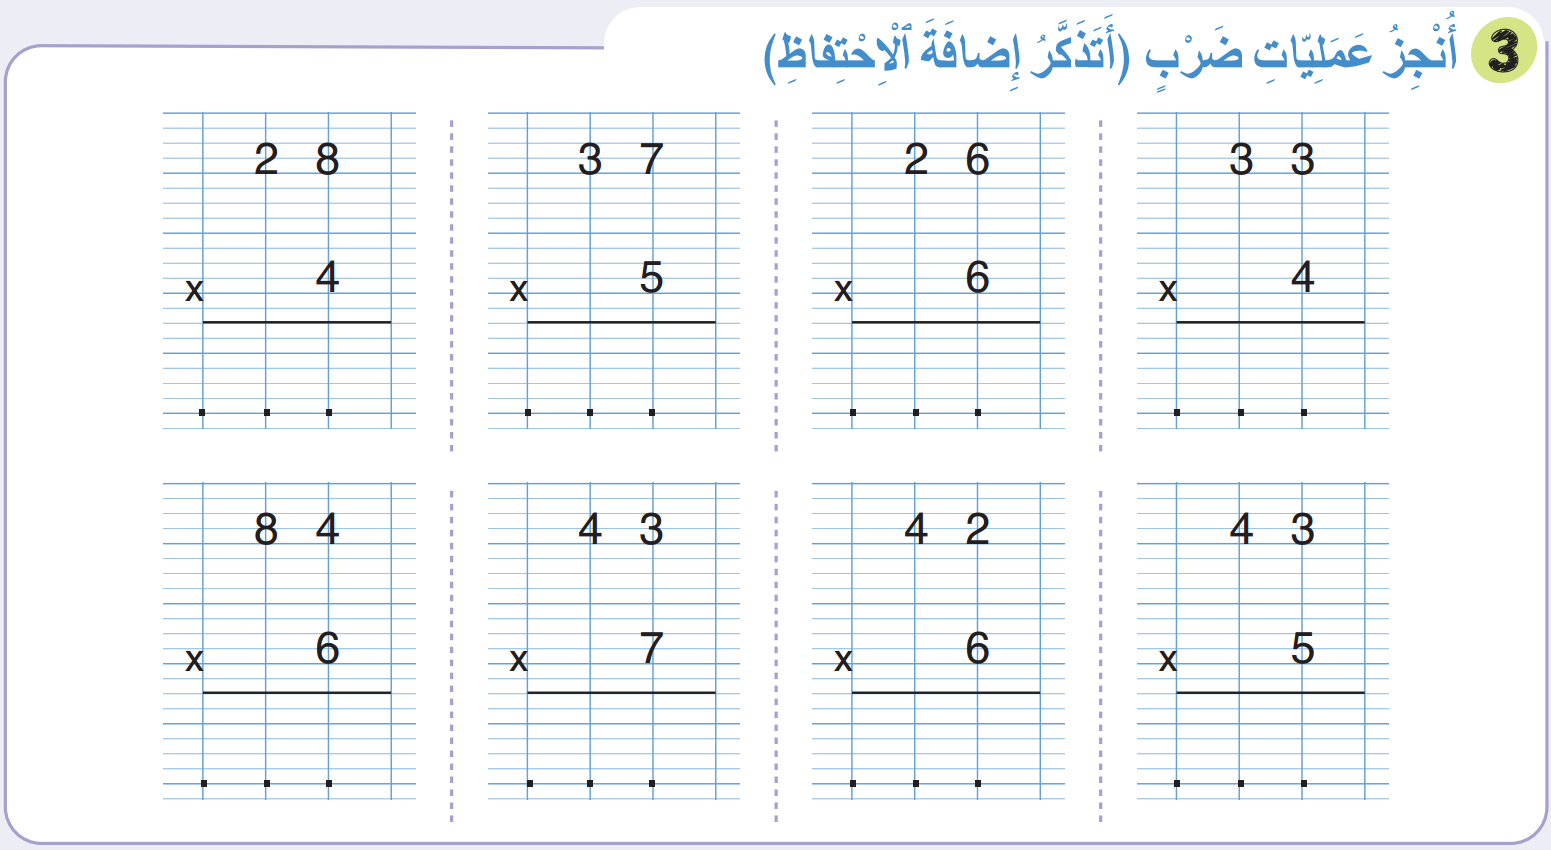 3 أُنْجِزُ عَمَلِيّاتِ ضَرْبٍ (أَتَذَكَّرُ إِضافَةَ ٱلْاِحْتِفاظِ)
2 8 3 7 2 6 3 3
x 4 x 5 x 6 x 4
. . . . . . . . . . . .
8 4 4 3 4 2 4 3
x 6 x 7 x 6 x 5
. . . . . . . . . . . .